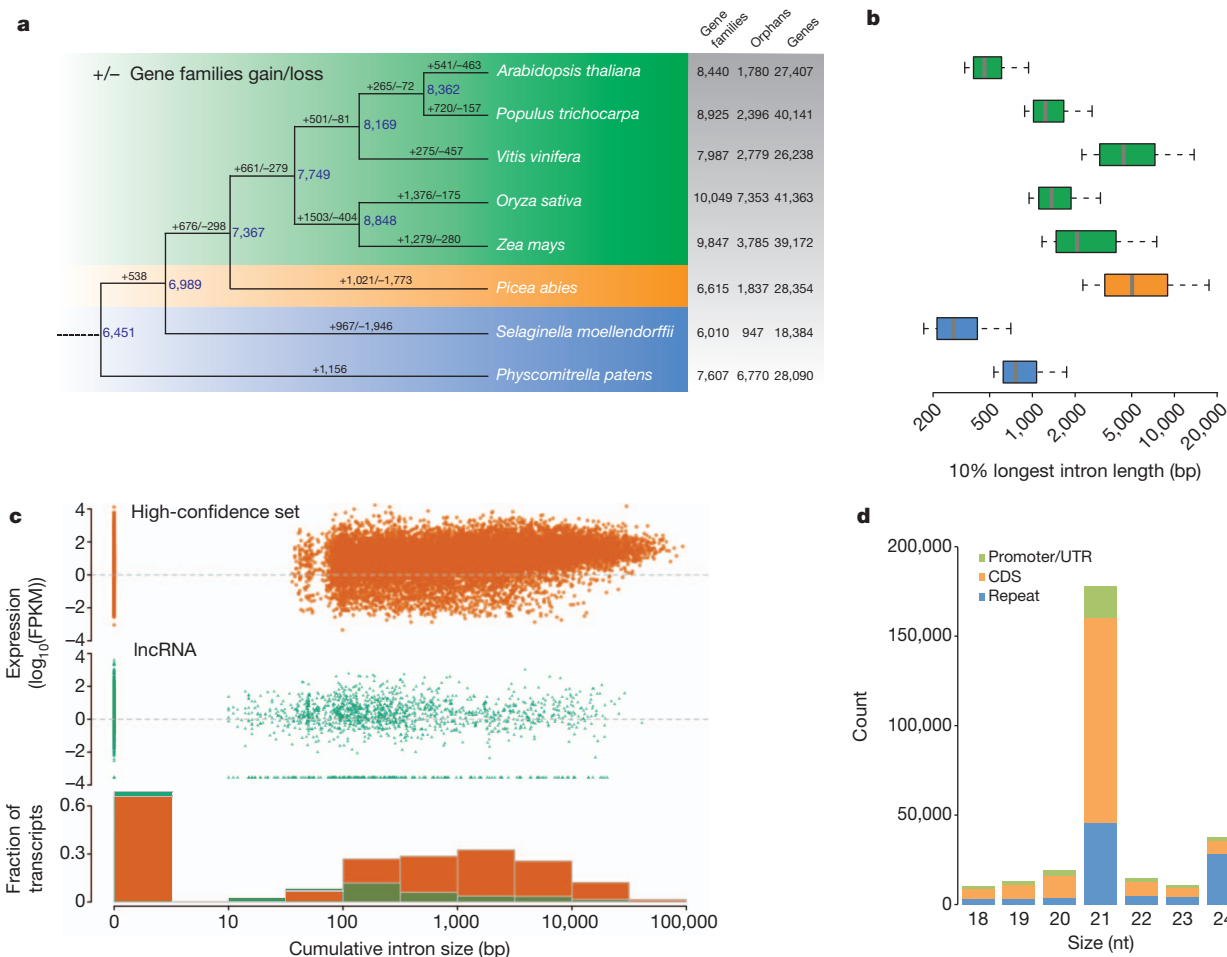 a
Gene families Orphans Genes
+/– Gene families gain/loss
+541/–463 Arabidopsis thaliana 8,440 1,780 27,407
+265/–72 8,362
+720/–157 Populus trichocarpa 8,925 2,396 40,141
+501/–81 8,169
+275/–457 Vitis vinifera 7,987 2,779 26,238
+661/–279 7,749
+1,376/–175 Oryza sativa 10,049 7,353 41,363
+676/–298 7,367 +1503/–404 8,848
+1,279/–280 Zea mays 9,847 3,785 39,172
+538 6,989 +1,021/–1,773 Picea abies 6,615 1,837 28,354
6,451 +967/–1,946 Selaginella moellendorffii 6,010 947 18,384
+1,156 Physcomitrella patens 7,607 6,770 28,090
b
200 500 1,000 2,000 5,000 10,000 20,000
10% longest intron length (bp)
c
High-confidence set
4
2
0
−2
−4
Expression
(log10(FPKM))
lncRNA
4
2
0
−2
−4
Fraction of
transcripts
0.6
0.3
0
0 10 100 1,000 10,000 100,000
Cumulative intron size (bp)
d
Promoter/UTR
CDS
Repeat
200,000
150,000
100,000
50,000
0
Count
18 19 20 21 22 23
Size (nt)